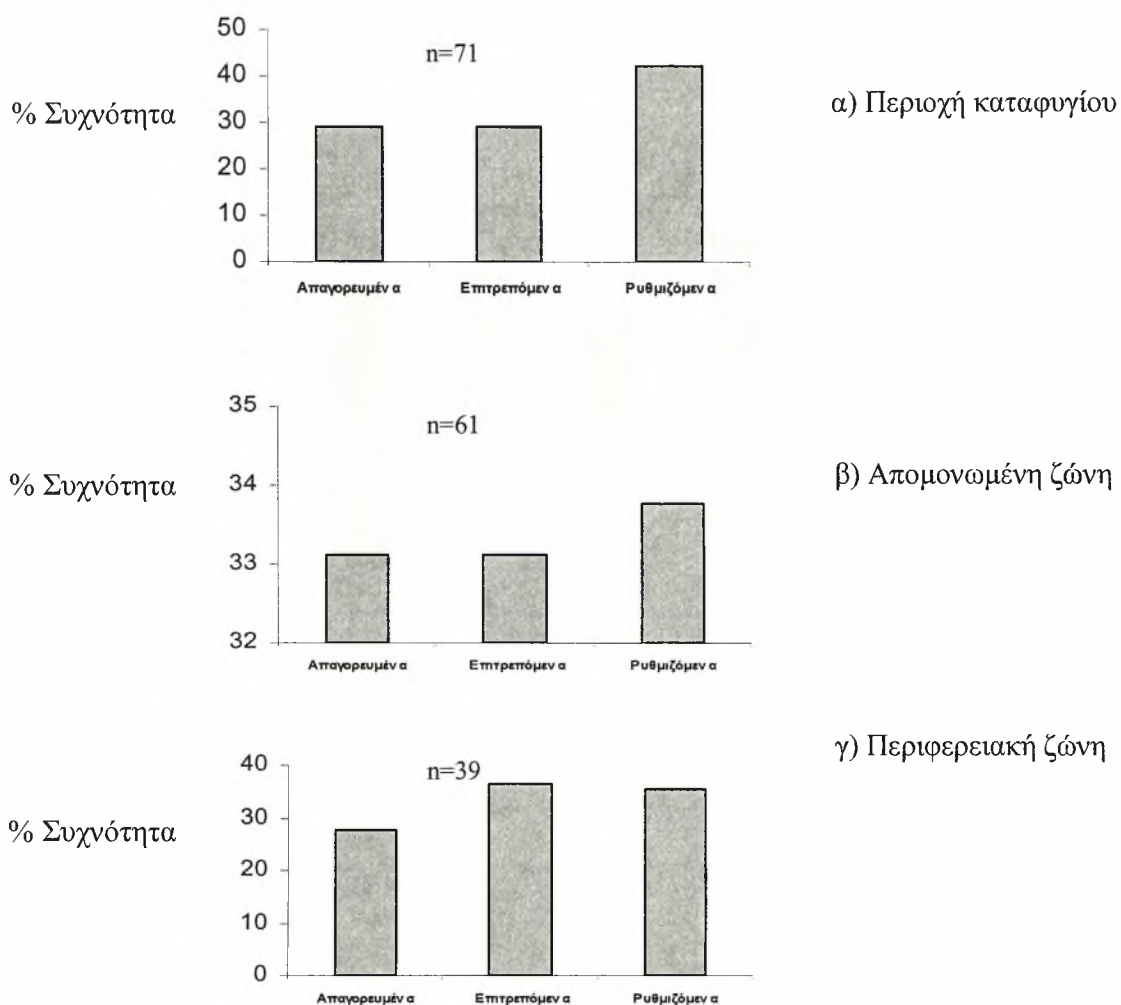 50
n=71
40
α) Περιοχή καταφυγίου
% Συχνότητα
30
20
10
0
Απαγορευμέν α Επιτρεπόμεν α Ρυθμιζόμεν α
35
n=61
34
β) Απομονωμένη ζώνη
% Συχνότητα
33
32
Απαγορευμέν α Επιτρεπόμεν α Ρυθμιζόμεν α
γ) Περιφερειακή ζώνη
40
n=39
30
% Συχνότητα
20
10
0
Απαγορευμέν α Επιτρεπόμεν α Ρυθμιζόμεν α